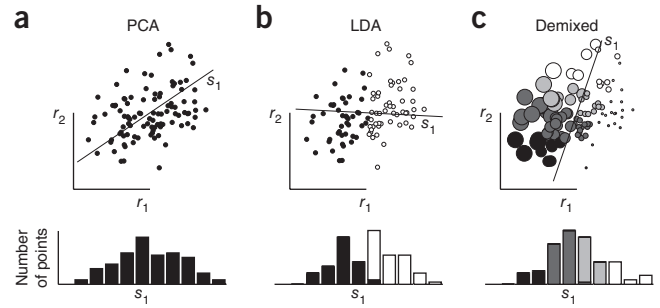 a PCA
b LDA
c Demixed
s1
s1
s1
r2
r2
r2
r1
r1
r1
Number
of points
s1
s1
s1